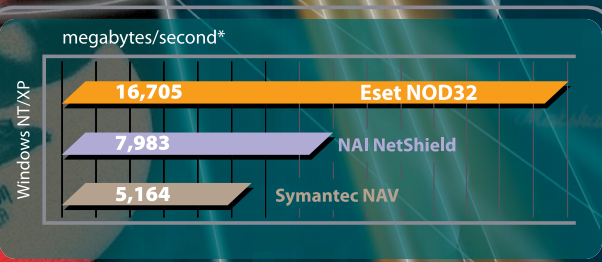 megabytes/second*
Windows NT/XP
16,705 Eset NOD32
7,983 NAI NetShield
5,164 Symantec NAV